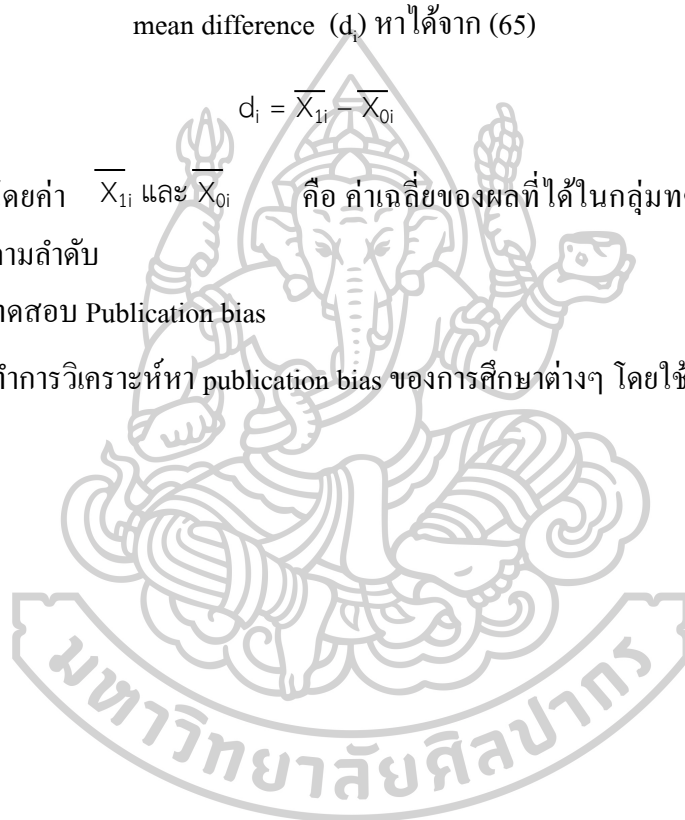 mean difference (dᵢ) หาได้จาก (65)
dᵢ = X̅₁ᵢ – X̅₀ᵢ
โดยค่า X̅₁ᵢ และ X̅₀ᵢ คือ ค่าเฉลี่ยของผลที่ได้ในกลุ่ม
ตามลำดับ
ทดสอบ Publication bias
ทำการวิเคราะห์หา publication bias ของการศึกษาต่างๆ โดยใช้
มหาวิทยาลัยศิลปากร